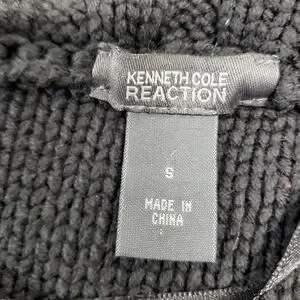 KENNETH COLE
REACTION
S
MADE IN
CHINA